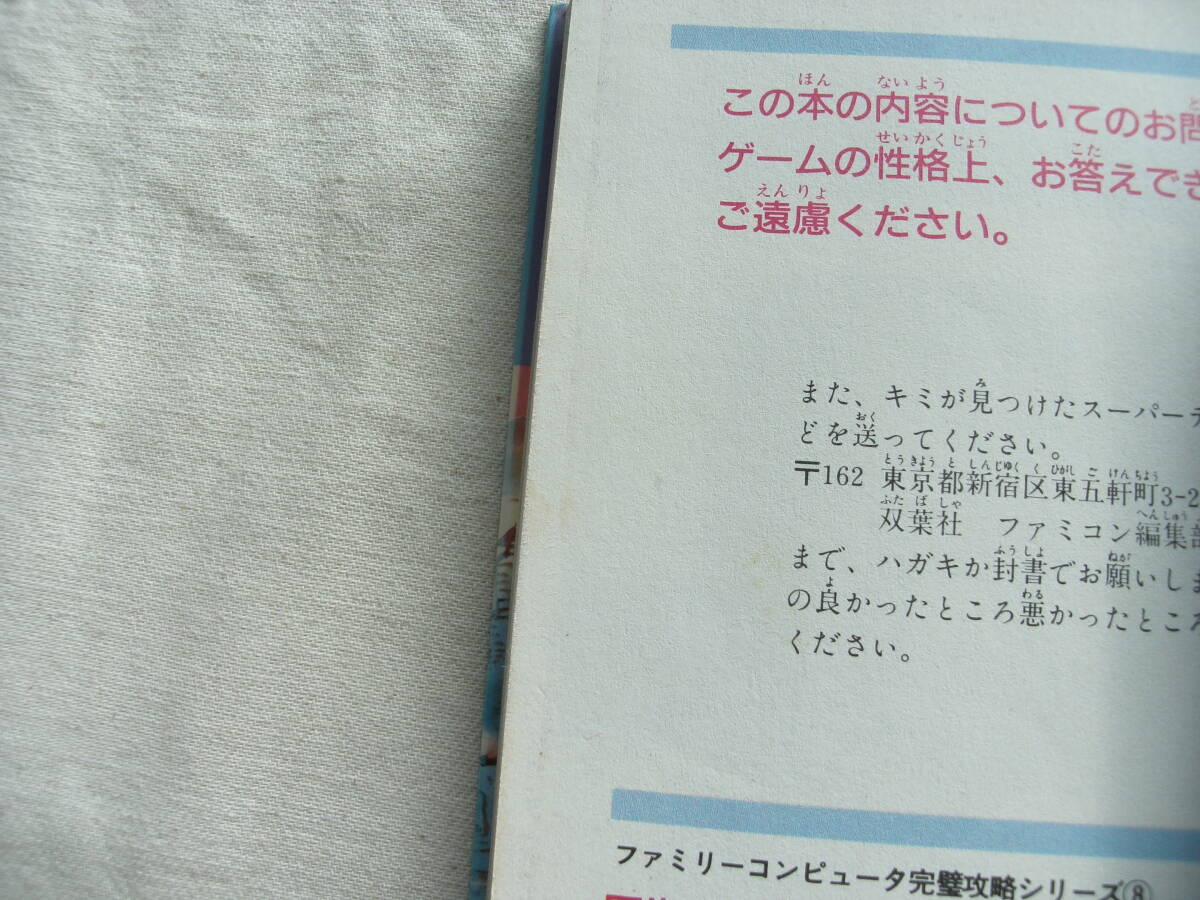 この本の内容についてのお問
ゲームの性格上、お答えでき
ご遠慮ください。
また、キミが見つけたスーパーテ
どを送ってください。
〒162 東京都新宿区東五軒町3-2
双葉社 ファミコン編集部
まで、ハガキか封書でお願いしま
の良かったところ悪かったところ
ください。
ファミリーコンピュータ完璧攻略シリーズ⑧